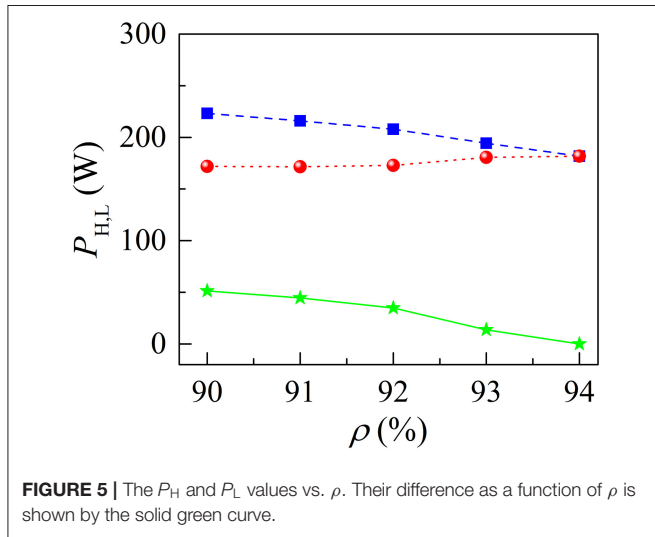 300
200
100
0
P_H,L (W)
90 91 92 93 94
ρ (%)
FIGURE 5 | The P_H and P_L values vs. ρ. Their difference as a function of ρ is
shown by the solid green curve.